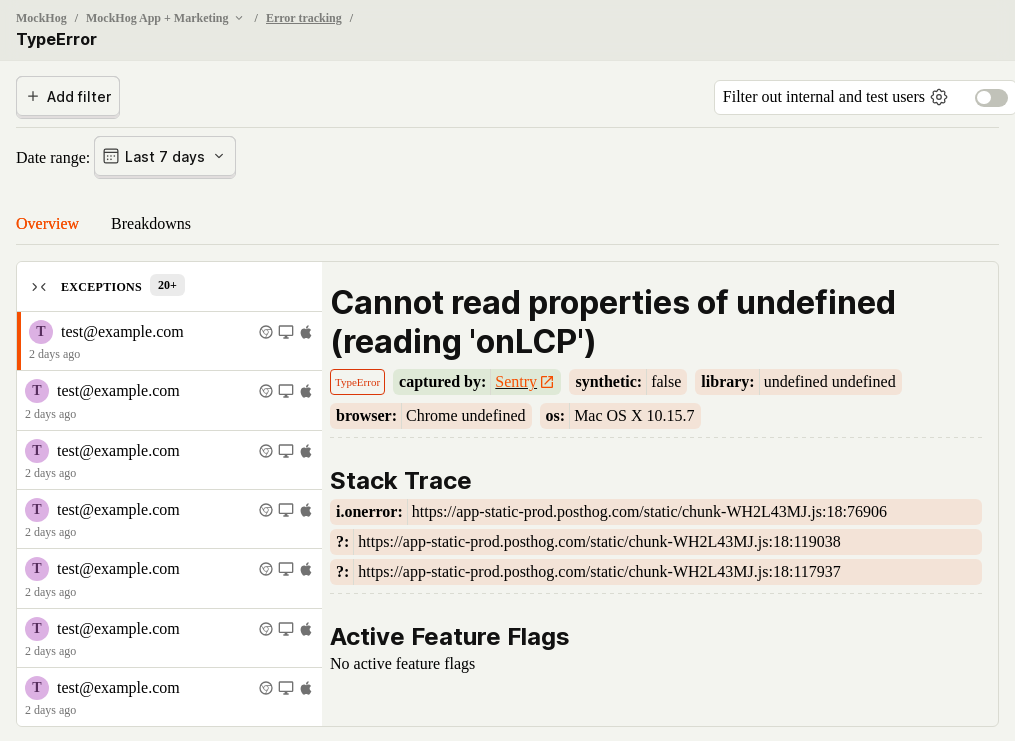 MockHog / MockHog App + Marketing / Error tracking /
TypeError
Add filter
Filter out internal and test users
Date range: Last 7 days
Overview Breakdowns
EXCEPTIONS 20+
T test@example.com
2 days ago
T test@example.com
2 days ago
T test@example.com
2 days ago
T test@example.com
2 days ago
T test@example.com
2 days ago
T test@example.com
2 days ago
T test@example.com
2 days ago
Cannot read properties of undefined
(reading 'onLCP')
TypeError captured by: Sentry synthetic: false library: undefined undefined
browser: Chrome undefined os: Mac OS X 10.15.7
Stack Trace
i.onerror: https://app-static-prod.posthog.com/static/chunk-WH2L43MJ.js:18:76906
?: https://app-static-prod.posthog.com/static/chunk-WH2L43MJ.js:18:119038
?: https://app-static-prod.posthog.com/static/chunk-WH2L43MJ.js:18:117937
Active Feature Flags
No active feature flags